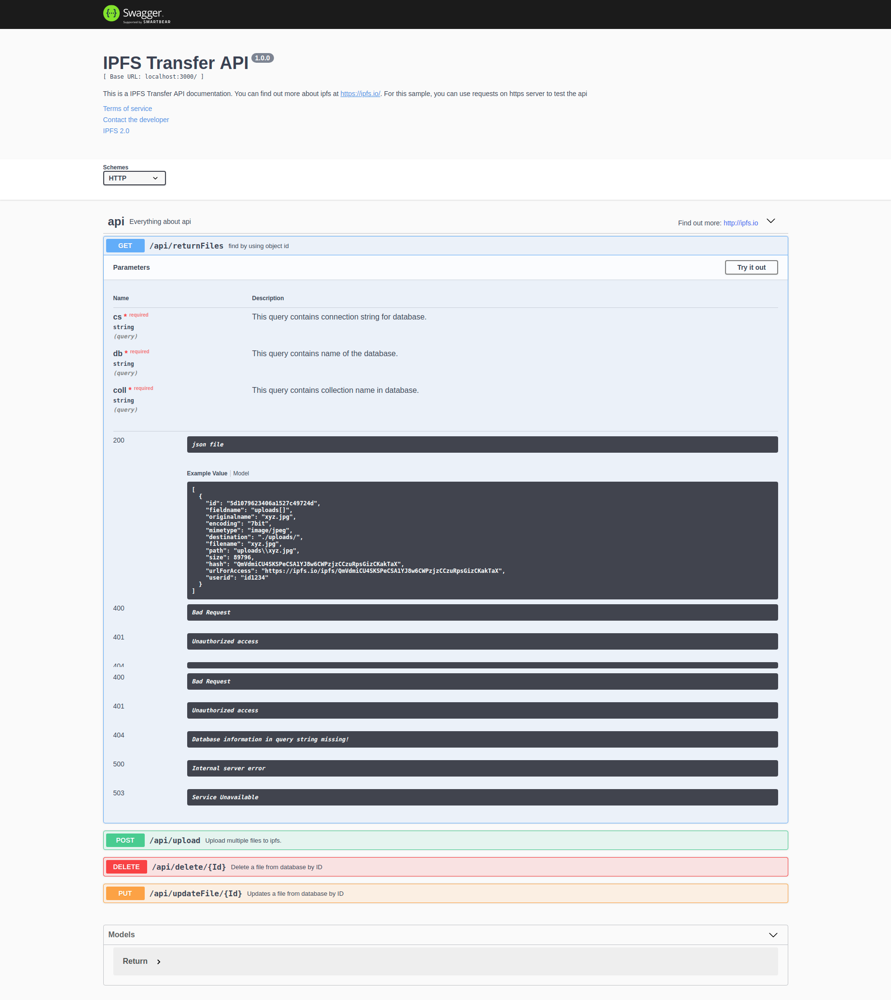 Swagger
Supported by SMARTBEAR
IPFS Transfer API 1.0.0
[ Base URL: localhost:3000/ ]
This is a IPFS Transfer API documentation. You can find out more about ipfs at https://ipfs.io/. For this sample, you can use requests on https server to test the api
Terms of service
Contact the developer
IPFS 2.0
Schemes
HTTP
api Everything about api Find out more: http://ipfs.io
GET /api/returnFiles find by using object id
Parameters Try it out
Name Description
cs * required This query contains connection string for database.
string
(query)
db * required This query contains name of the database.
string
(query)
coll * required This query contains collection name in database.
string
(query)
200 json file
Example Value Model
[
{
"id": "5d1079623406a1527c49724d",
"fieldname": "uploads[]",
"originalname": "xyz.jpg",
"encoding": "7bit",
"mimetype": "image/jpeg",
"destination": "./uploads/",
"filename": "xyz.jpg",
"path": "uploads\\xyz.jpg",
"size": 89796,
"hash": "QmVdmiCU4SKSPeCSA1YJ8w6CWPzjzCCzuRpsGizCKakTaX",
"urlForAccess": "https://ipfs.io/ipfs/QmVdmiCU4SKSPeCSA1YJ8w6CWPzjzCCzuRpsGizCKakTaX",
"userid": "id1234"
}
]
400 Bad Request
401 Unauthorized access
404
400 Bad Request
401 Unauthorized access
404 Database information in query string missing!
500 Internal server error
503 Service Unavailable
POST /api/upload Upload multiple files to ipfs.
DELETE /api/delete/{Id} Delete a file from database by ID
PUT /api/updateFile/{Id} Updates a file from database by ID
Models
Return